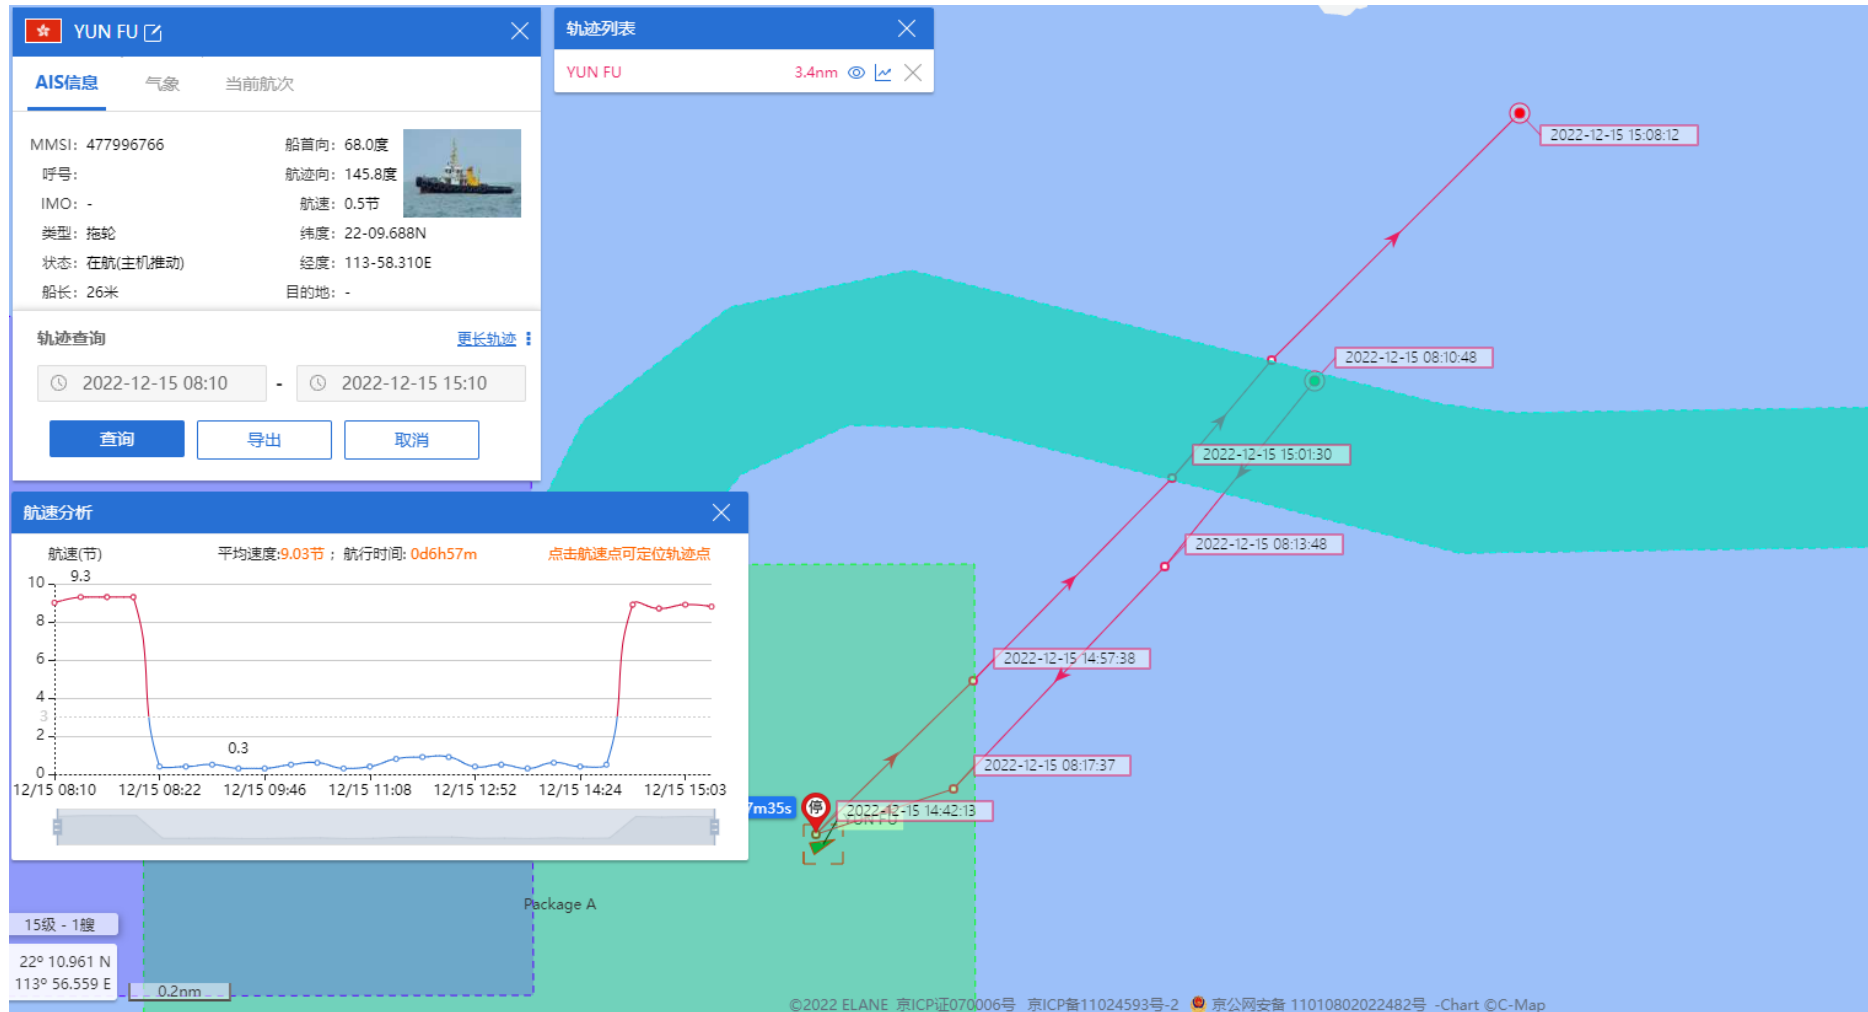 YUN FU
AIS信息 气象 当前航次
MMSI: 477996766
船首向: 68.0度
呼号:
航迹向: 145.8度
IMO: -
航速: 0.5节
类型: 拖轮
纬度: 22-09.688N
状态: 在航(主机推动)
经度: 113-58.310E
船长: 26米
目的地: -
轨迹查询
更长轨迹
2022-12-15 08:10 - 2022-12-15 15:10
查询 导出 取消
轨迹列表
YUN FU 3.4nm
航速分析
航速(节)
平均速度:9.03节 ; 航行时间: 0d6h57m
点击航速点可定位轨迹点
9.3
10
8
6
4
3
2
0
0.3
12/15 08:10 12/15 08:22 12/15 09:46 12/15 11:08 12/15 12:52 12/15 14:24 12/15 15:03
2022-12-15 15:08:12
2022-12-15 08:10:48
2022-12-15 15:01:30
2022-12-15 08:13:48
2022-12-15 14:57:38
2022-12-15 08:17:37
7m35s
停
2022-12-15 14:42:13
YUN FU
Package A
15级 - 1艘
22º 10.961 N
113º 56.559 E
0.2nm
©2022 ELANE 京ICP证070006号 京ICP备11024593号-2 京公网安备 11010802022482号 -Chart ©C-Map